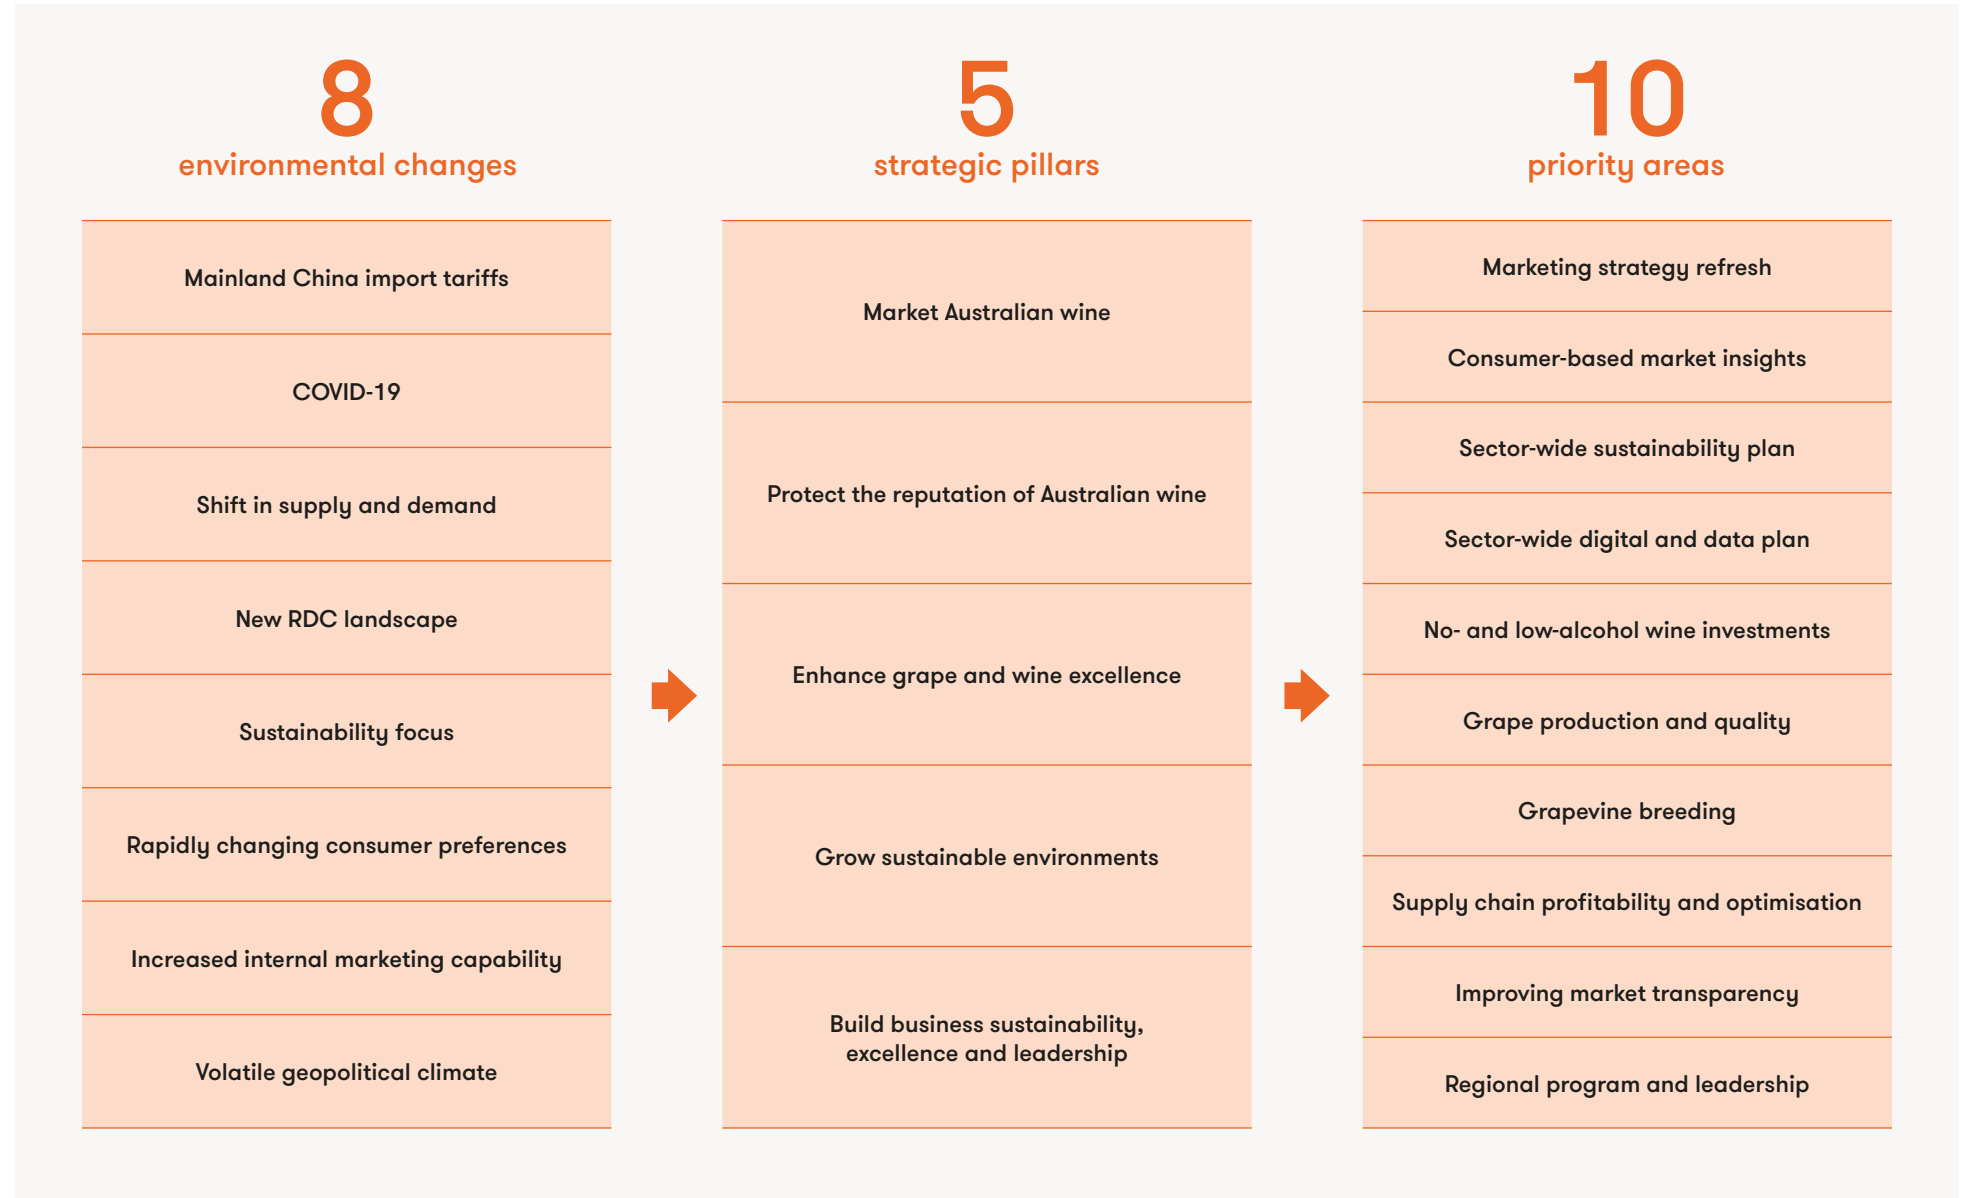 8
environmental changes
Mainland China import tariffs
COVID-19
Shift in supply and demand
New RDC landscape
Sustainability focus
Rapidly changing consumer preferences
Increased internal marketing capability
Volatile geopolitical climate
5
strategic pillars
Market Australian wine
Protect the reputation of Australian wine
Enhance grape and wine excellence
Grow sustainable environments
Build business sustainability,
excellence and leadership
10
priority areas
Marketing strategy refresh
Consumer-based market insights
Sector-wide sustainability plan
Sector-wide digital and data plan
No- and low-alcohol wine investments
Grape production and quality
Grapevine breeding
Supply chain profitability and optimisation
Improving market transparency
Regional program and leadership